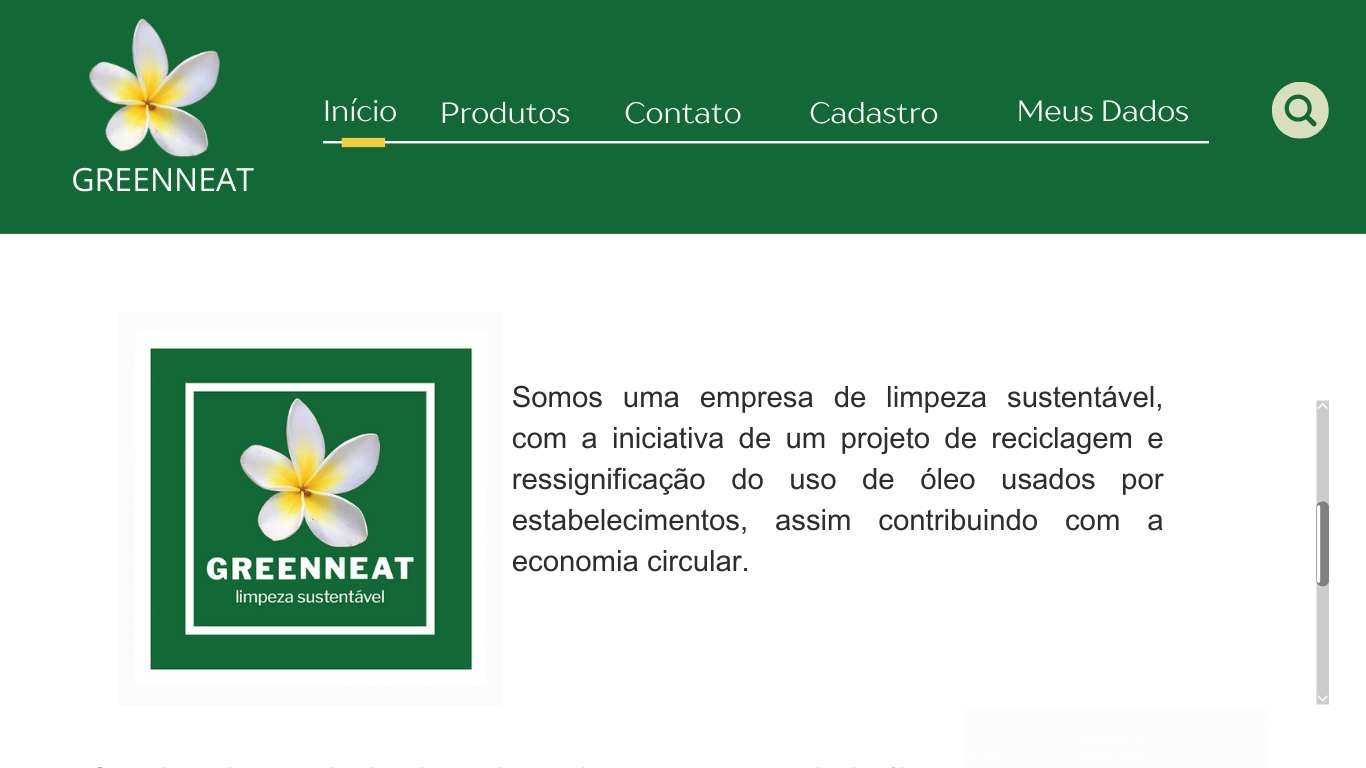 Início
Produtos
Contato
Cadastro
Meus Dados
GREENNEAT
Somos uma empresa de limpeza sustentável,
com a iniciativa de um projeto de reciclagem e
ressignificação do uso de óleo usados por
estabelecimentos, assim contribuindo com a
economia circular.
GREENNEAT
limpeza sustentável